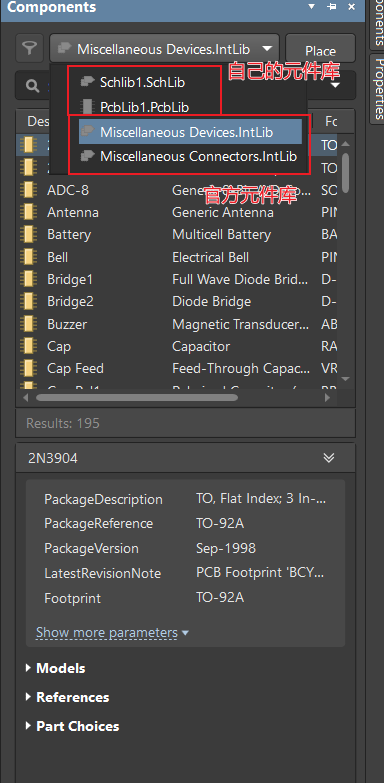 Components
Miscellaneous Devices.IntLib
Place
自己的元件库
Schlib1.SchLib
PcbLib1.PcbLib
Des
Fo
Miscellaneous Devices.IntLib
TO
Miscellaneous Connectors.IntLib
TO
官方元件库
ADC-8 Gener SC
Antenna Generic Antenna PIN
Battery Multicell Battery BA
Bell Electrical Bell PIN
Bridge1 Full Wave Diode Brid... D-
Bridge2 Diode Bridge D-
Buzzer Magnetic Transducer... AB
Cap Capacitor RA
Cap Feed Feed-Through Capac... VR
Results: 195
2N3904
PackageDescription TO, Flat Index; 3 In-...
PackageReference TO-92A
PackageVersion Sep-1998
LatestRevisionNote PCB Footprint 'BCY...
Footprint TO-92A
Show more parameters
Models
References
Part Choices
Properties